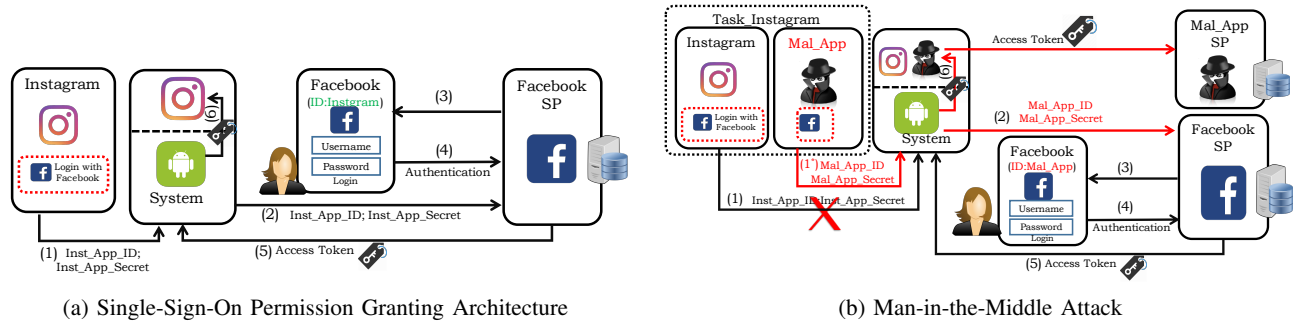 Instagram
Login with
Facebook
System
(6)
Facebook
(ID:Instgram)
Username
Password
Login
(3)
(4)
Authentication
Facebook
SP
(2) Inst_App_ID; Inst_App_Secret
(1) Inst_App_ID;
Inst_App_Secret
(5) Access Token
(a) Single-Sign-On Permission Granting Architecture
Task_Instagram
Instagram
Login with
Facebook
Mal_App
(6)
System
Access Token
Mal_App
SP
(2)
Mal_App_ID
Mal_App_Secret
(1*) Mal_App_ID
Mal_App_Secret
(1) Inst_App_ID;Inst_App_Secret
X
Facebook
(ID:Mal_App)
Username
Password
Login
(3)
(4)
Authentication
Facebook
SP
(5) Access Token
(b) Man-in-the-Middle Attack